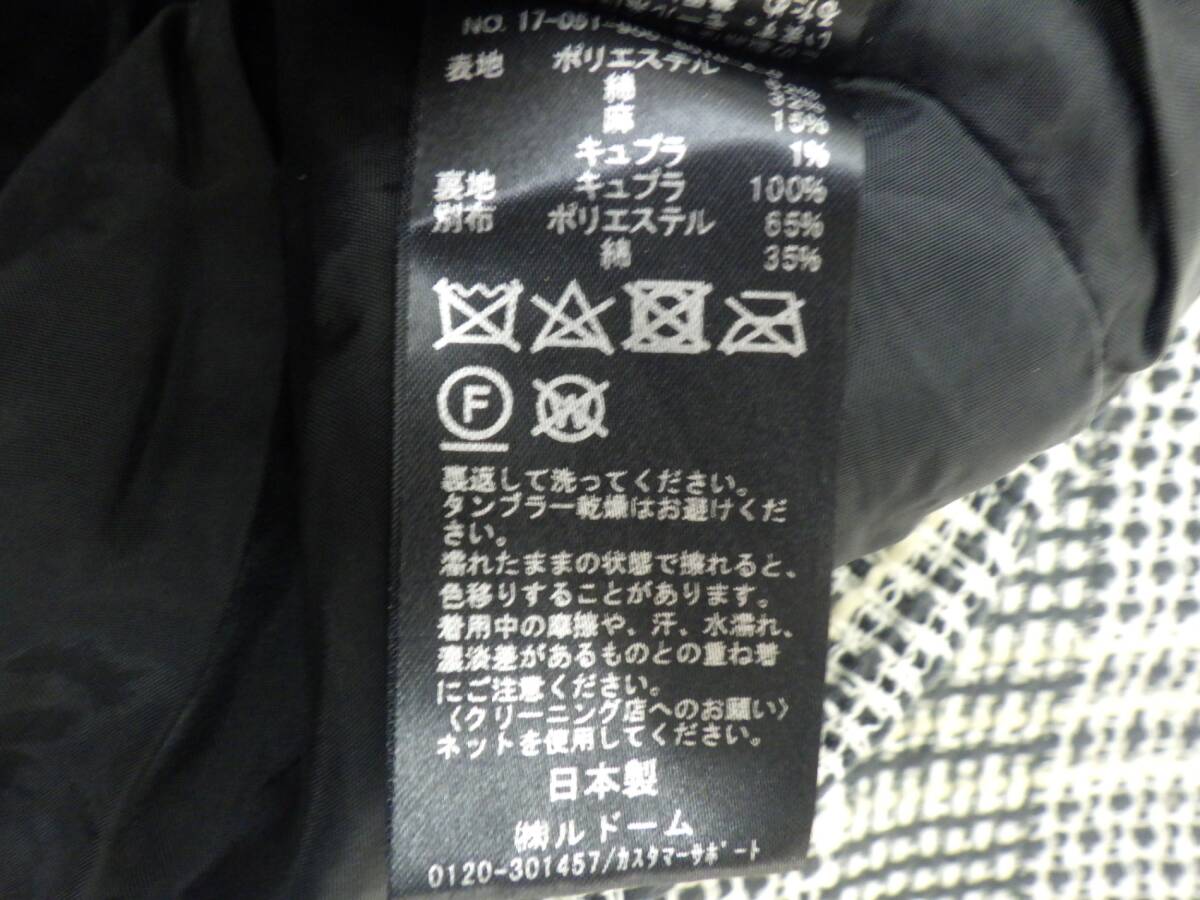 います。
NO. 17-051-
表地 ポリエステル
綿 32%
麻 15%
キュプラ 1%
裏地 キュプラ 100%
別布 ポリエステル 65%
綿 35%
F
W
裏返して洗ってください。
タンブラー乾燥はお避けくだ
さい。
濡れたままの状態で擦れると、
色移りすることがあります。
着用中の摩擦や、汗、水濡れ、
濃淡差があるものとの重ね着
にご注意ください。
〈クリーニング店へのお願い〉
ネットを使用してください。
日本製
㈱ルドーム
0120-301457/カスタマーサポート